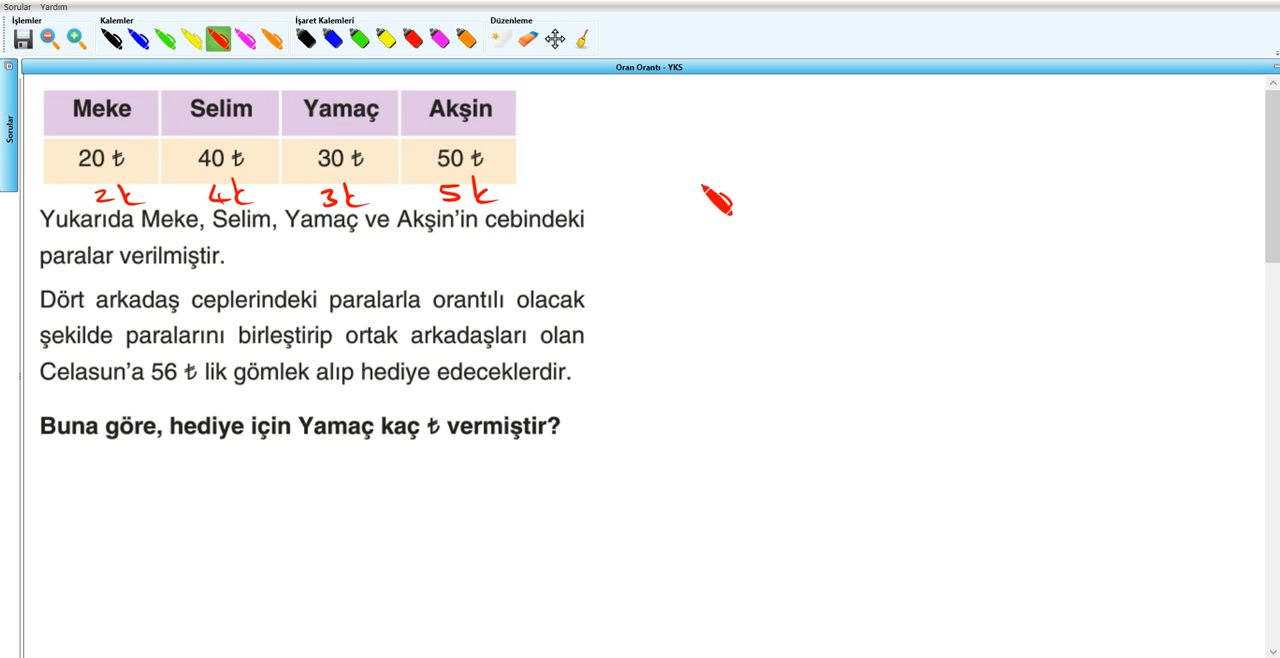 Sorular Yardım
İşlemler Kalemler İşaret Kalemleri Düzenleme
Oran Orantı - YKS
Sorular
Meke Selim Yamaç Akşin
20 ₺ 40 ₺ 30 ₺ 50 ₺
2k 4k 3k 5k
Yukarıda Meke, Selim, Yamaç ve Akşin’in cebindeki
paralar verilmiştir.
Dört arkadaş ceplerindeki paralarla orantılı olacak
şekilde paralarını birleştirip ortak arkadaşları olan
Celasun’a 56 ₺ lik gömlek alıp hediye edeceklerdir.
Buna göre, hediye için Yamaç kaç ₺ vermiştir?